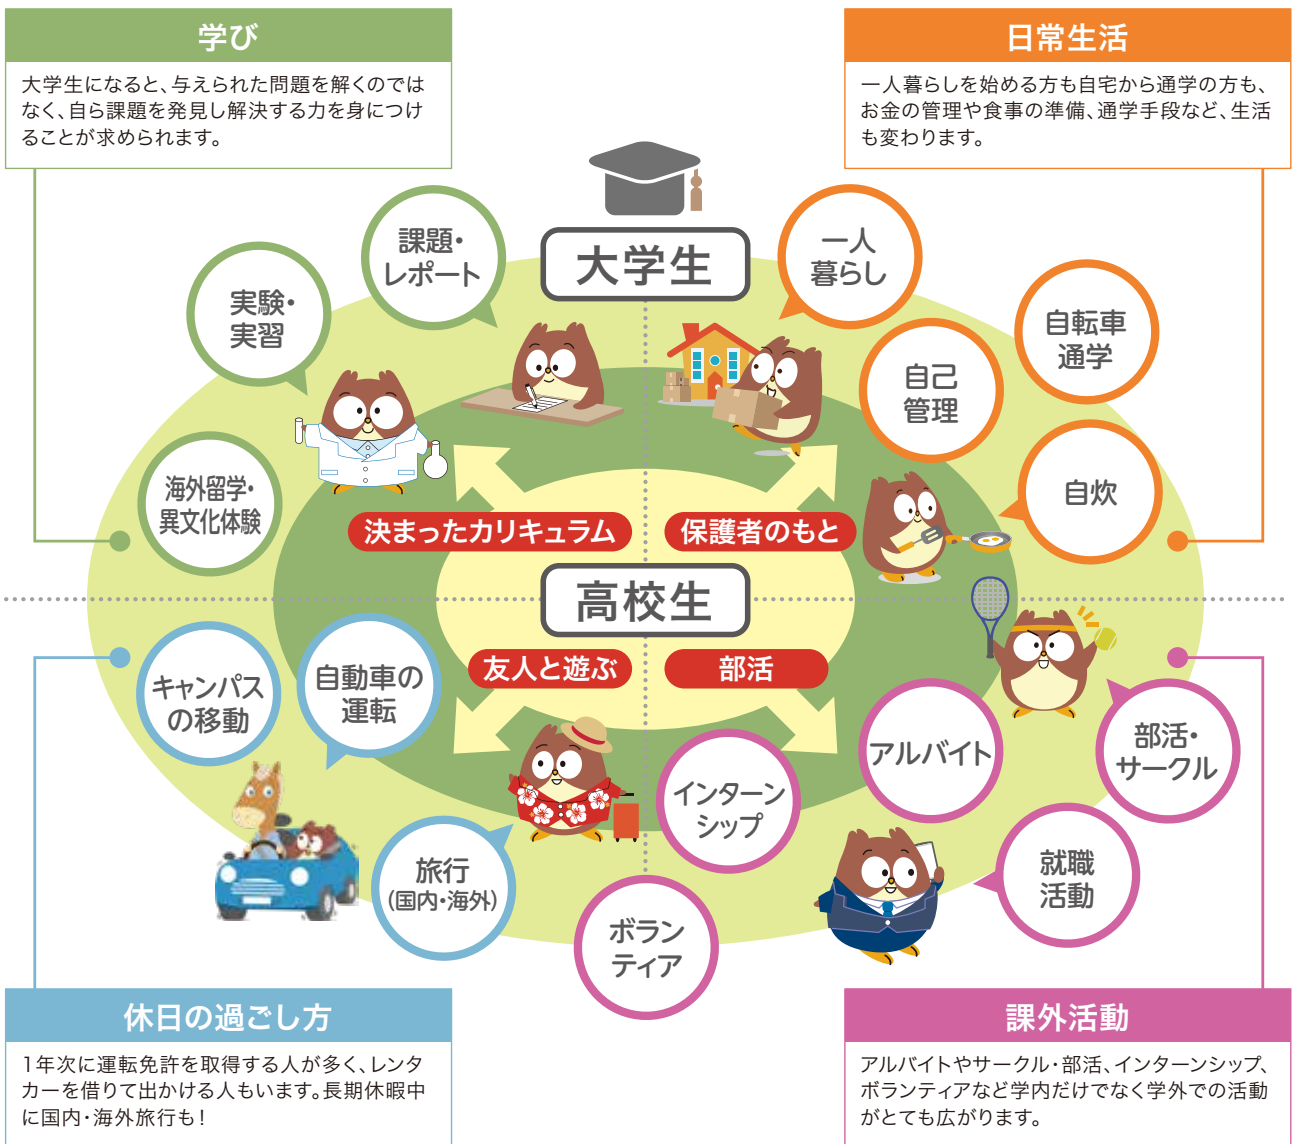 学び
大学生になると、与えられた問題を解くのでは
なく、自ら課題を発見し解決する力を身につけ
ることが求められます。
日常生活
一人暮らしを始める方も自宅から通学の方も、
お金の管理や食事の準備、通学手段など、生活
も変わります。
大学生
課題・
レポート
実験・
実習
海外留学・
異文化体験
一人
暮らし
自転車
通学
自己
管理
自炊
決まったカリキュラム
保護者のもと
高校生
友人と遊ぶ
部活
キャンパス
の移動
自動車の
運転
旅行
(国内・海外)
インターン
シップ
ボラン
ティア
アルバイト
部活・
サークル
就職
活動
休日の過ごし方
1年次に運転免許を取得する人が多く、レンタ
カーを借りて出かける人もいます。長期休暇中
に国内・海外旅行も！
課外活動
アルバイトやサークル・部活、インターンシップ、
ボランティアなど学内だけでなく学外での活動
がとても広がります。